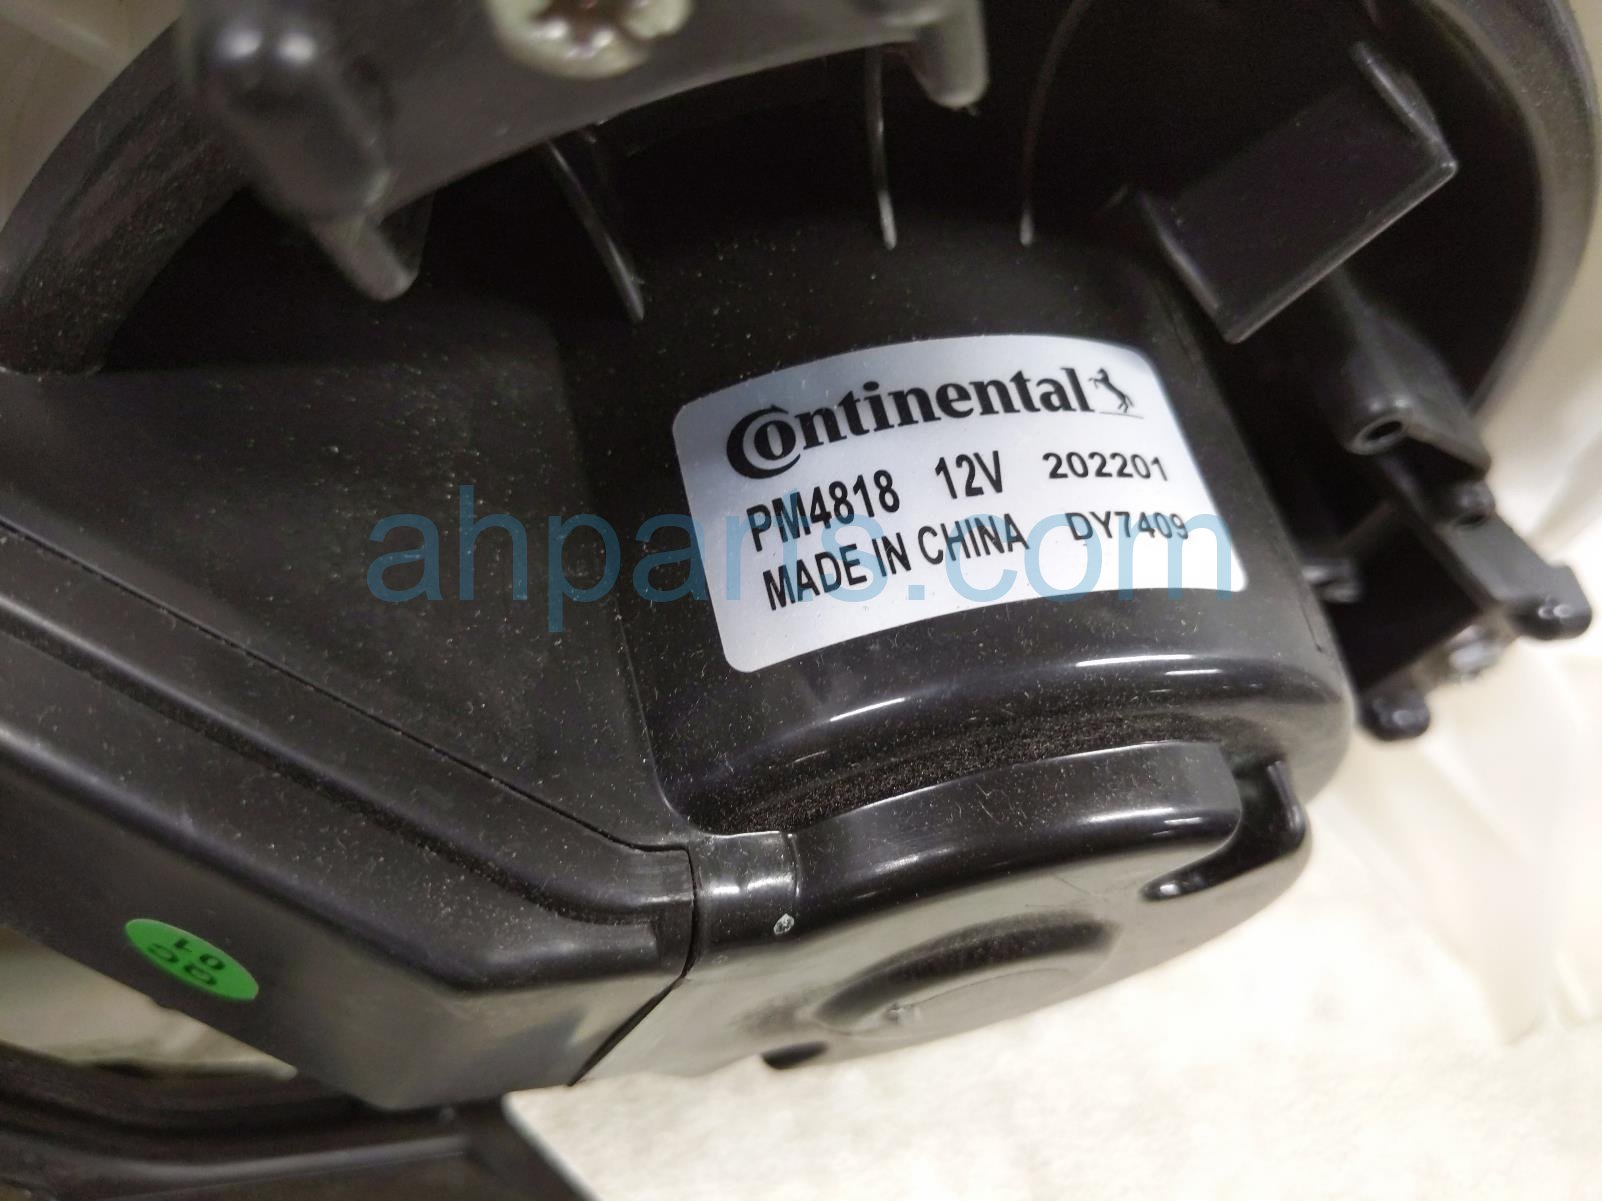 Continental
PM4818 12V 202201
MADE IN CHINA DY7409
ahparts.com